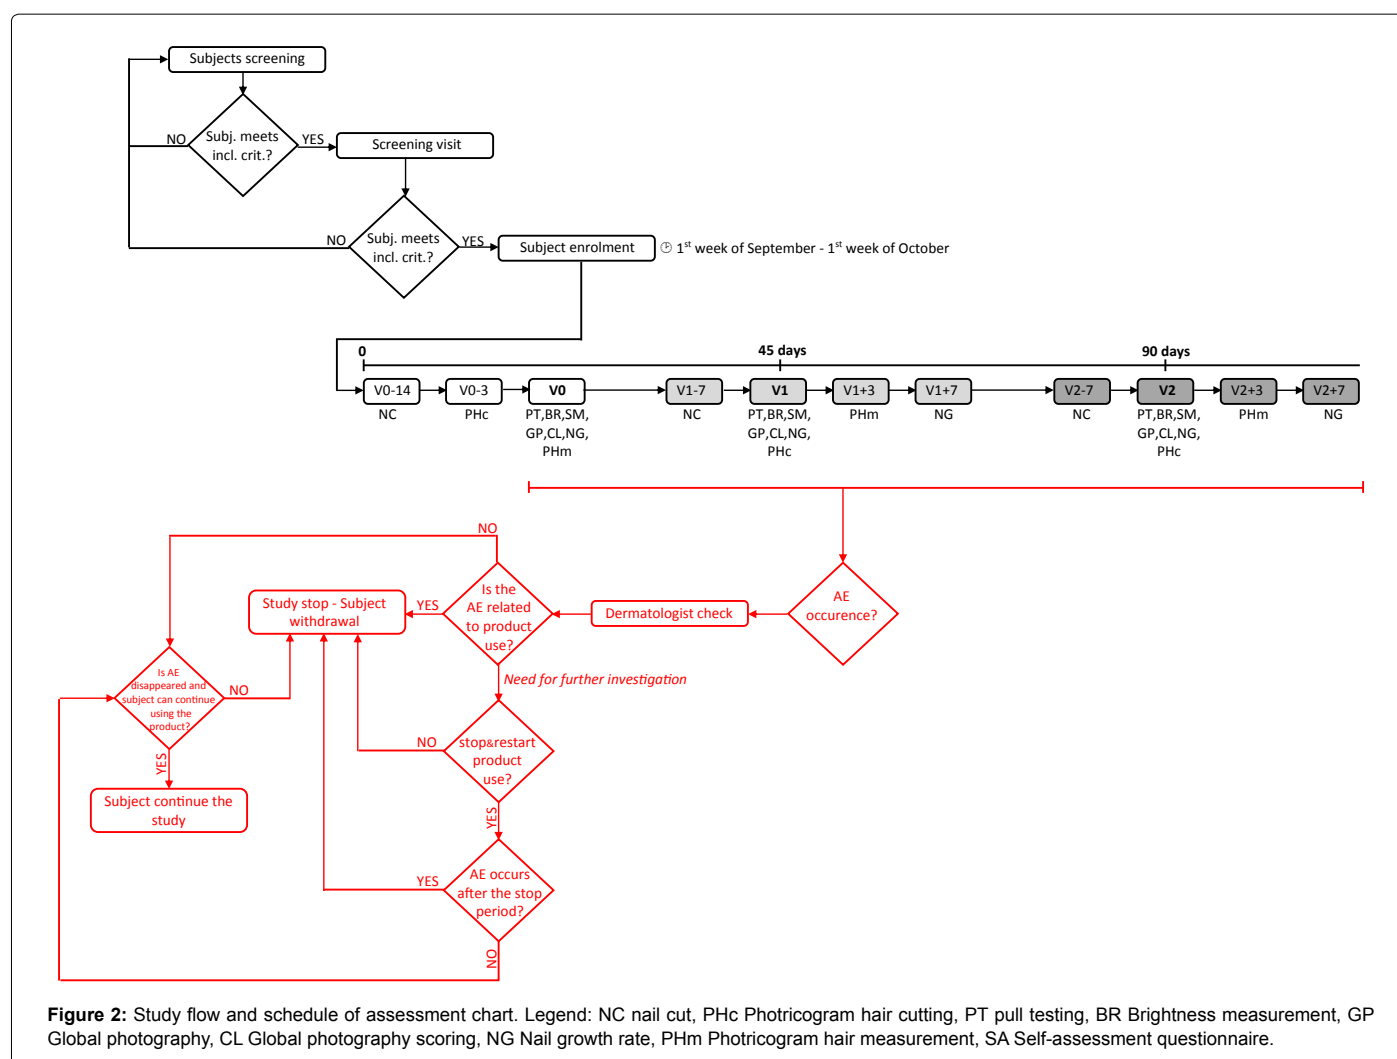 Subjects screening
Subj. meets
incl. crit.?
NO
YES
Screening visit
Subj. meets
incl. crit.?
NO
YES
Subject enrolment
1st week of September - 1st week of October
0
45 days
90 days
V0-14
V0-3
V0
V1-7
V1
V1+3
V1+7
V2-7
V2
V2+3
V2+7
NC
PHc
PT,BR,SM,
GP,CL,NG,
PHm
NC
PT,BR,SM,
GP,CL,NG,
PHc
PHm
NG
NC
PT,BR,SM,
GP,CL,NG,
PHc
PHm
NG
AE
occurence?
Dermatologist check
Is the
AE related
to product
use?
NO
YES
Study stop - Subject
withdrawal
Need for further investigation
Is AE
disappeared and
subject can continue
using the
product?
NO
YES
Subject continue the
study
stop&restart
product
use?
NO
YES
AE occurs
after the stop
period?
YES
NO
Figure 2: Study flow and schedule of assessment chart. Legend: NC nail cut, PHc Photricogram hair cutting, PT pull testing, BR Brightness measurement, GP
Global photography, CL Global photography scoring, NG Nail growth rate, PHm Photricogram hair measurement, SA Self-assessment questionnaire.